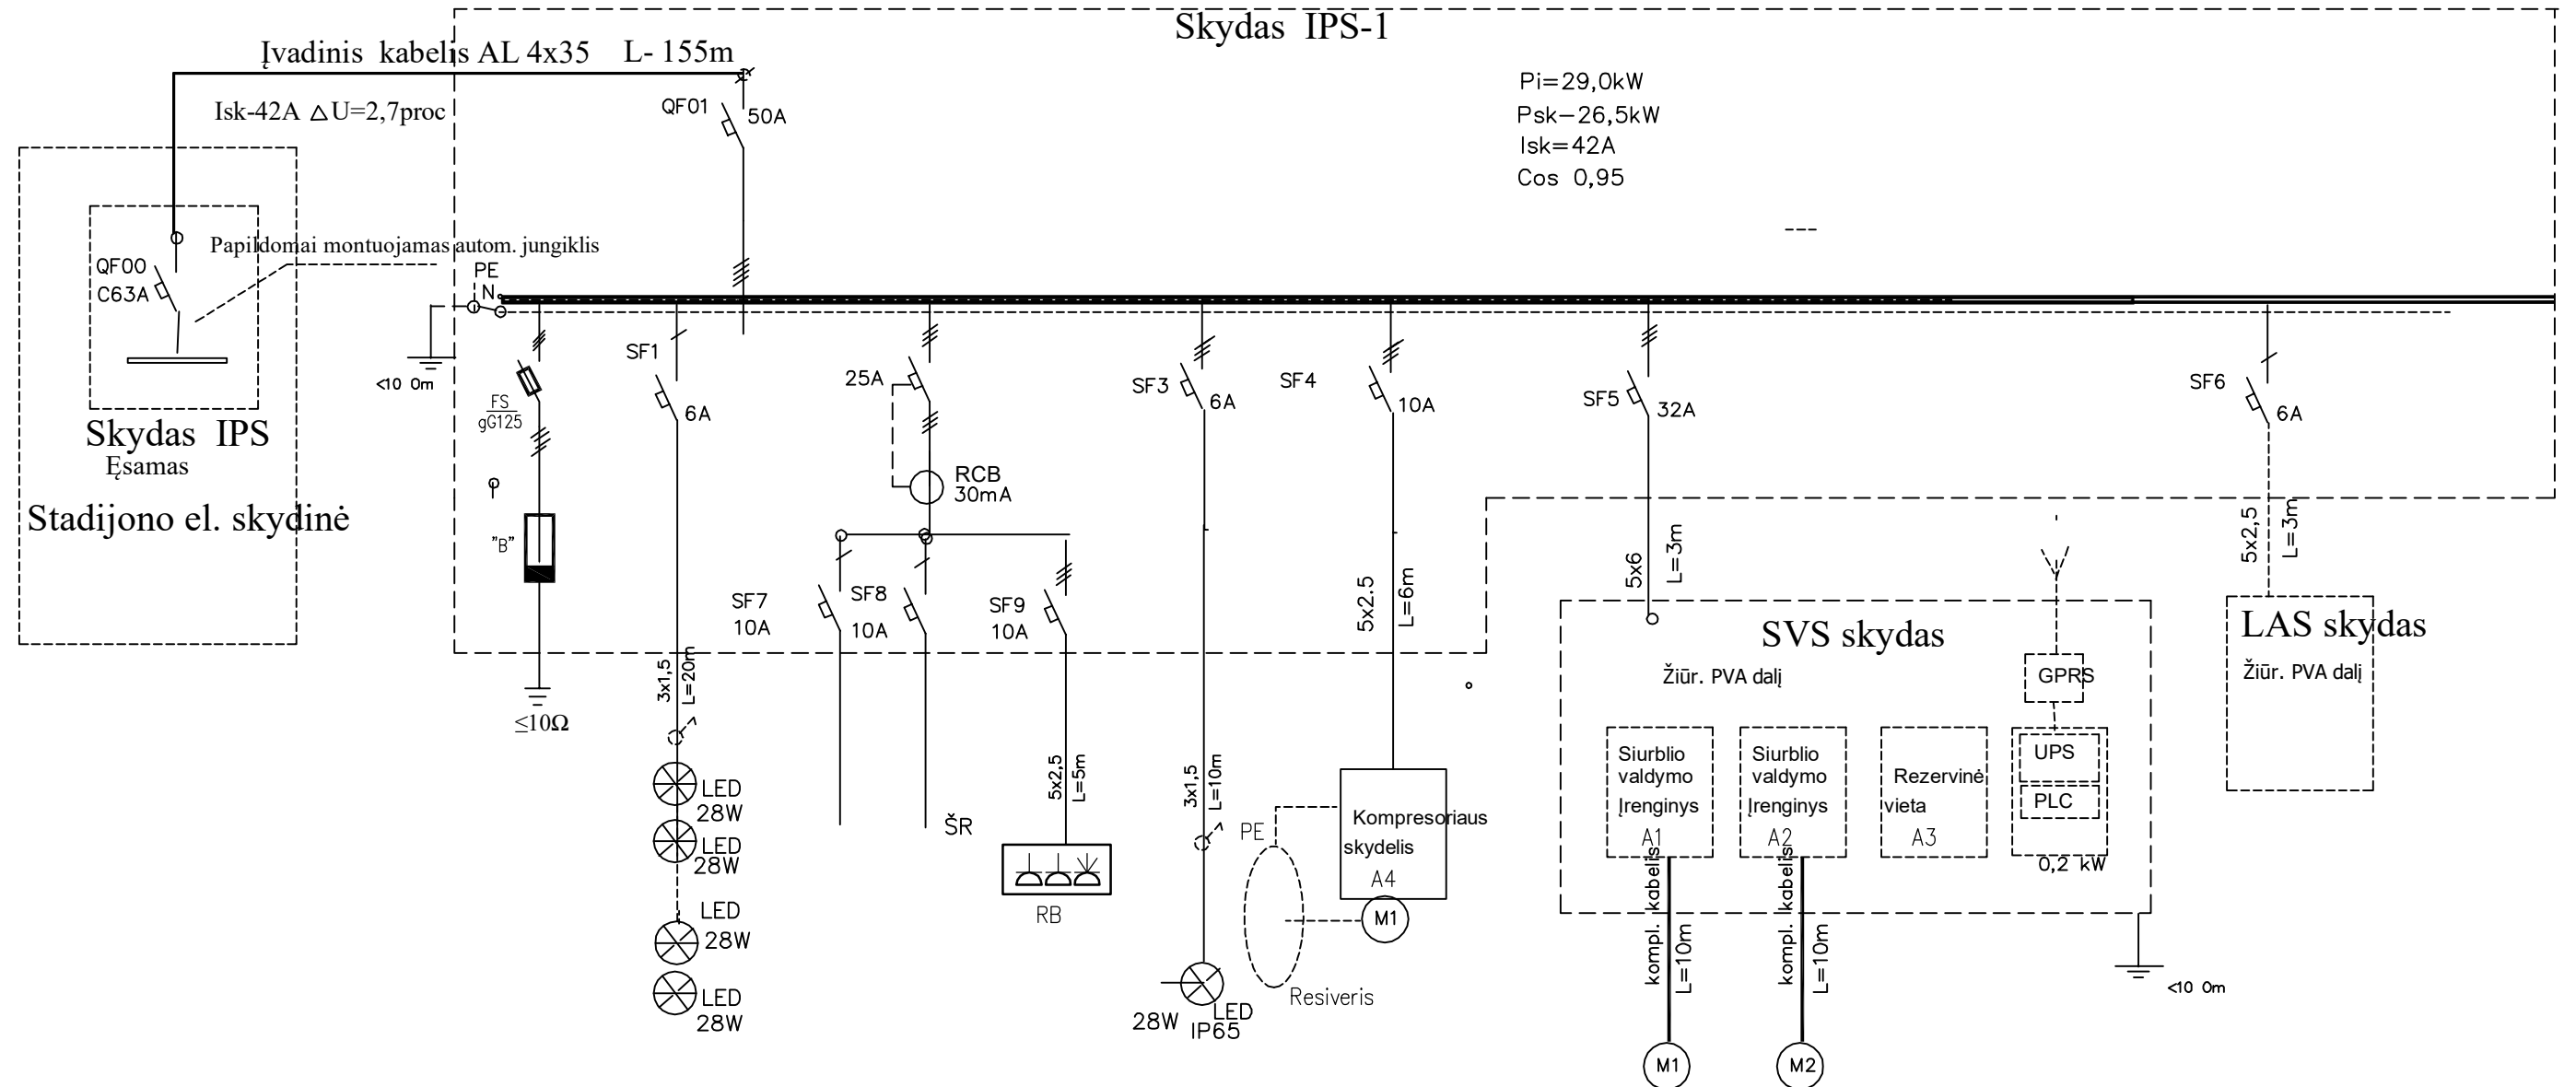 Skydas IPS-1
Įvadinis kabelis AL 4x35 L- 155m
Isk-42A △U=2,7proc
QF01
50A
Pi=29,0kW
Psk-26,5kW
Isk=42A
Cos 0,95
Papildomai montuojamas autom. jungiklis
QF00
C63A
PE
N
<10 Om
Skydas IPS
Ęsamas
Stadijono el. skydinė
FS
gG125
"B"
≤10Ω
SF1
6A
3x1,5
L=20m
LED
28W
LED
28W
LED
28W
LED
28W
25A
RCB
30mA
SF7
10A
SF8
10A
SF9
10A
ŠR
5x2,5
L=5m
RB
SF3
6A
3x1,5
L=10m
28W
LED
IP65
SF4
10A
5x2.5
L=6m
PE
Kompresoriaus
skydelis
A4
M1
Resiveris
SF5
32A
5x6
L=3m
SVS skydas
Žiūr. PVA dalį
GPRS
UPS
PLC
0,2 kW
Siurblio
valdymo
Įrenginys
A1
Siurblio
valdymo
Įrenginys
A2
Rezervinė
vieta
A3
kompl. kabelis
L=10m
kompl. kabelis
L=10m
M1
M2
<10 Om
SF6
6A
5x2,5
L=3m
LAS skydas
Žiūr. PVA dalį